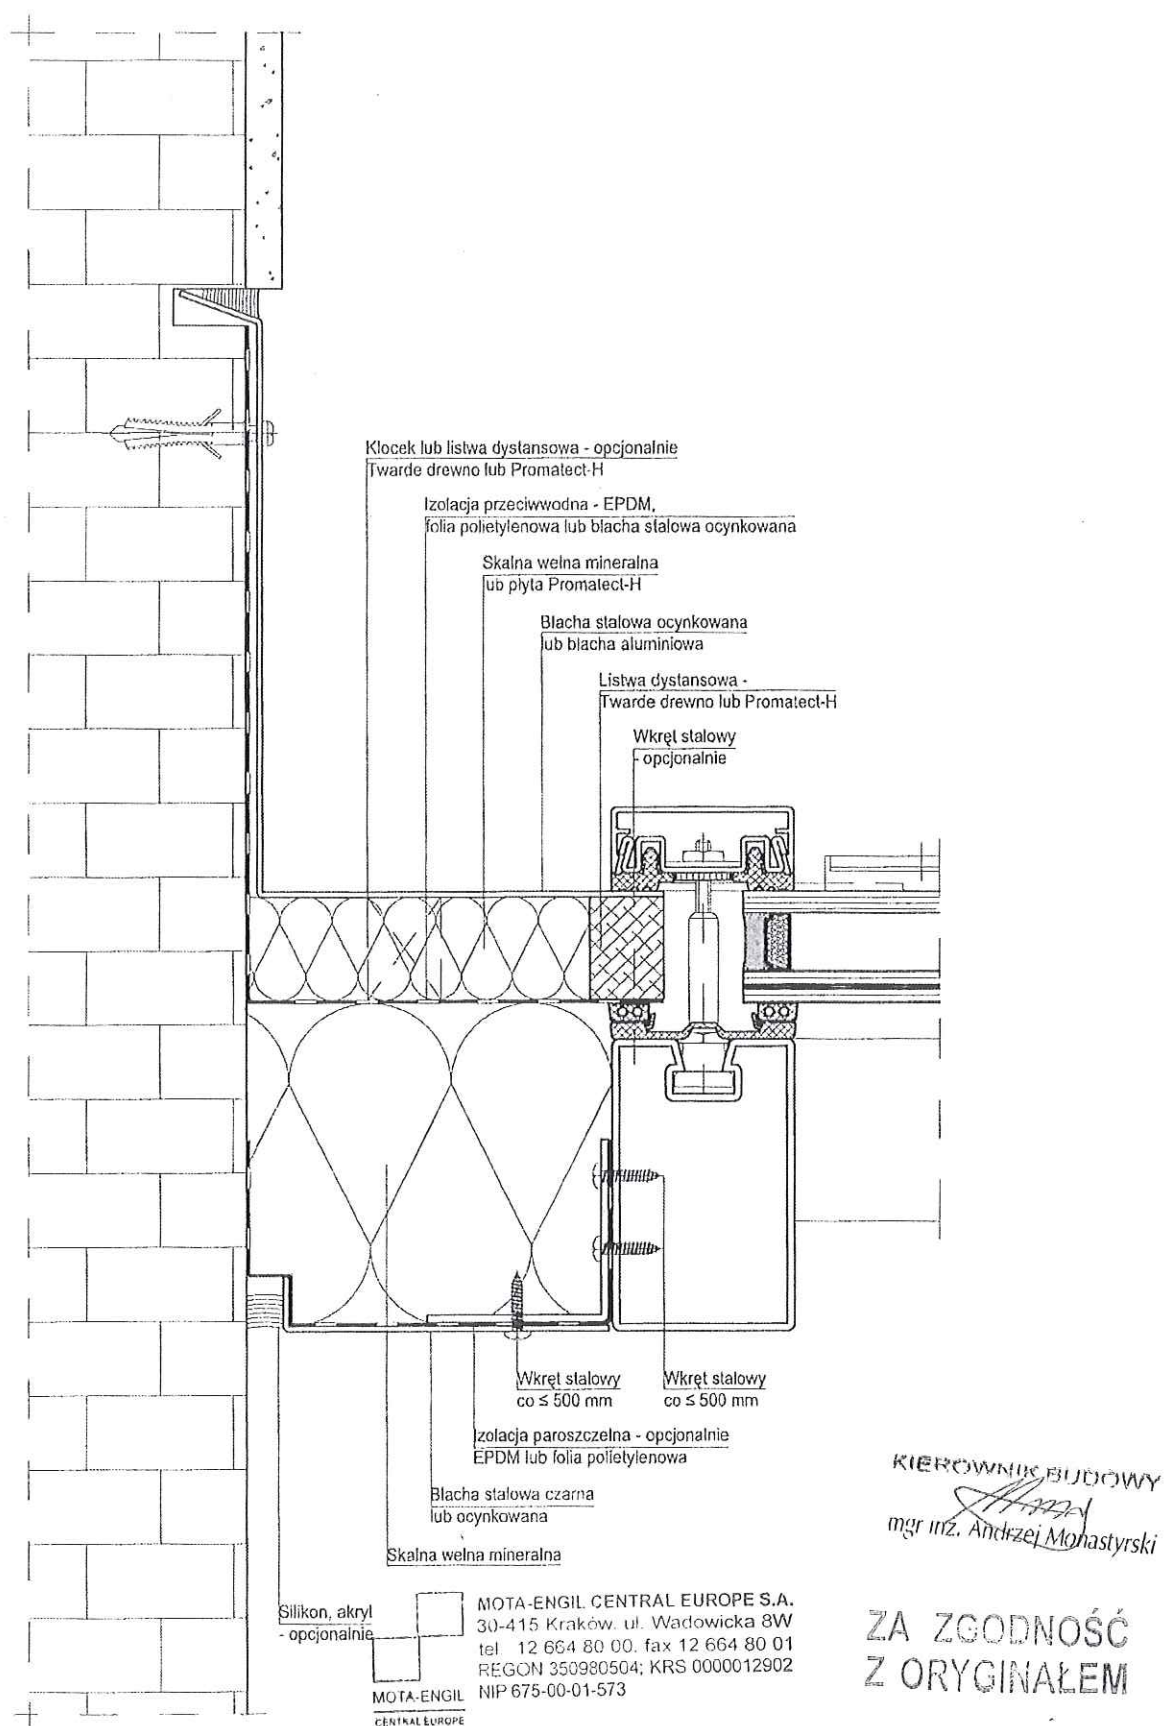 Klocek lub listwa dystansowa - opcjonalnie
Twarde drewno lub Promatect-H
Izolacja przeciwwodna - EPDM,
folia polietylenowa lub blacha stalowa ocynkowana
Skalna wełna mineralna
lub płyta Promatect-H
Blacha stalowa ocynkowana
lub blacha aluminiowa
Listwa dystansowa -
Twarde drewno lub Promatect-H
Wkręt stalowy
- opcjonalnie
Wkręt stalowy
co ≤ 500 mm
Wkręt stalowy
co ≤ 500 mm
Izolacja paroszczelna - opcjonalnie
EPDM lub folia polietylenowa
Blacha stalowa czarna
lub ocynkowana
Skalna wełna mineralna
Silikon, akryl
- opcjonalnie
MOTA-ENGIL
CENTRAL EUROPE
MOTA-ENGIL CENTRAL EUROPE S.A.
30-415 Kraków. ul. Wadowicka 8W
tel 12 664 80 00. fax 12 664 80 01
REGON 350980504; KRS 0000012902
NIP 675-00-01-573
KIEROWNIK BUDOWY
mgr inż. Andrzej Monastyrski
ZA ZGODNOŚĆ
Z ORYGINAŁEM